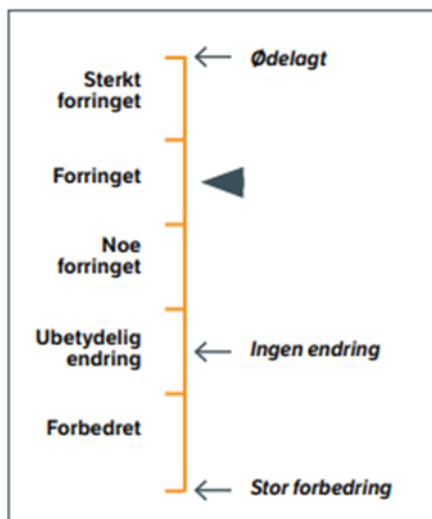 Ødelagt
Sterkt
forringet
Forringet
Noe
forringet
Ubetydelig
endring
Ingen endring
Forbedret
Stor forbedring